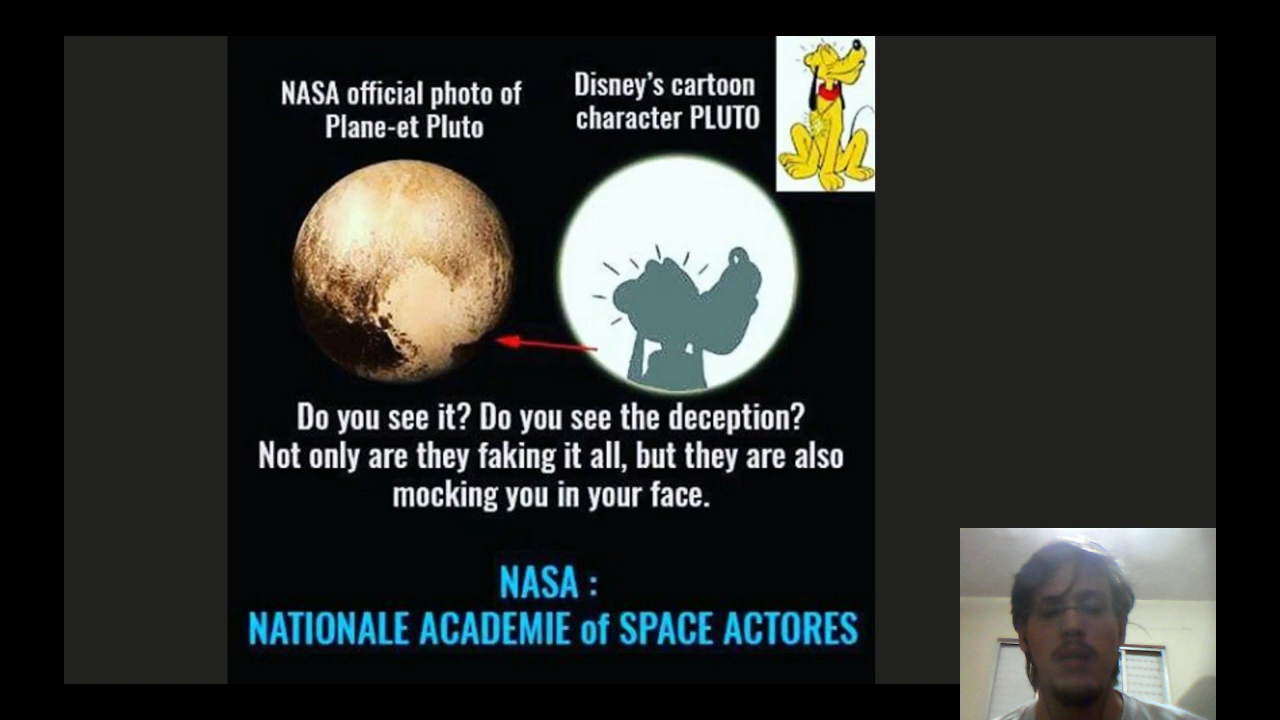 NASA official photo of
Plane-et Pluto
Disney's cartoon
character PLUTO
Do you see it? Do you see the deception?
Not only are they faking it all, but they are also
mocking you in your face.
NASA :
NATIONALE ACADEMIE of SPACE ACTORES